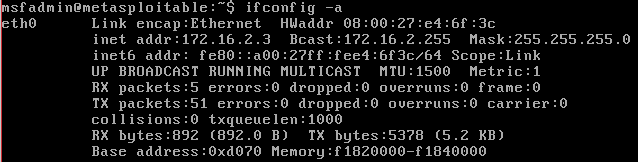 msfadmin@metasploitable:~$ ifconfig -a
eth0      Link encap:Ethernet  HWaddr 08:00:27:e4:6f:3c
          inet addr:172.16.2.3  Bcast:172.16.2.255  Mask:255.255.255.0
          inet6 addr: fe80::a00:27ff:fee4:6f3c/64 Scope:Link
          UP BROADCAST RUNNING MULTICAST  MTU:1500  Metric:1
          RX packets:5 errors:0 dropped:0 overruns:0 frame:0
          TX packets:51 errors:0 dropped:0 overruns:0 carrier:0
          collisions:0 txqueuelen:1000
          RX bytes:892 (892.0 B)  TX bytes:5378 (5.2 KB)
          Base address:0xd070 Memory:f1820000-f1840000